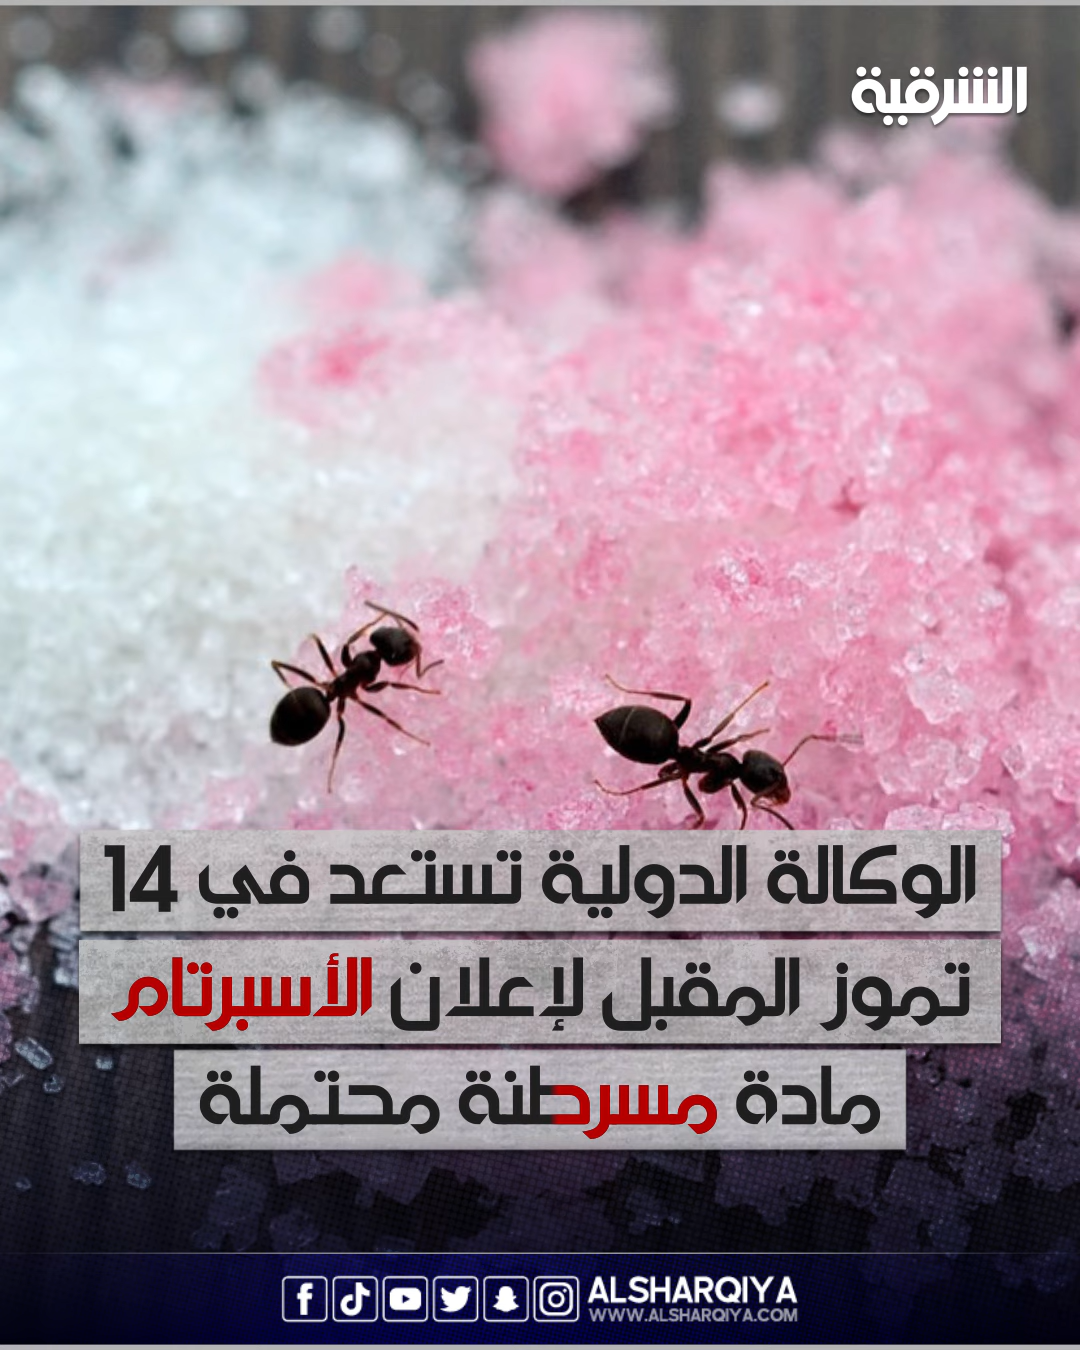 الشرقية
الوكالة الدولية تستعد في 14
تموز المقبل لإعلان الأسبرتام
مادة مسرطنة محتملة
ALSHARQIYA
WWW.ALSHARQIYA.COM